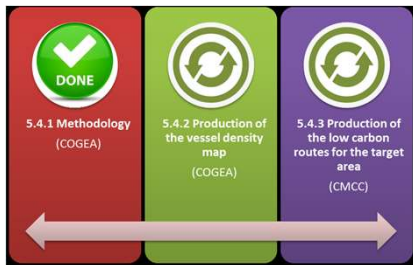 DONE
5.4.1 Methodology
(COGEA)
5.4.2 Production of
the vessel density
map
(COGEA)
5.4.3 Production of
the low carbon
routes for the target
area
(CMCC)